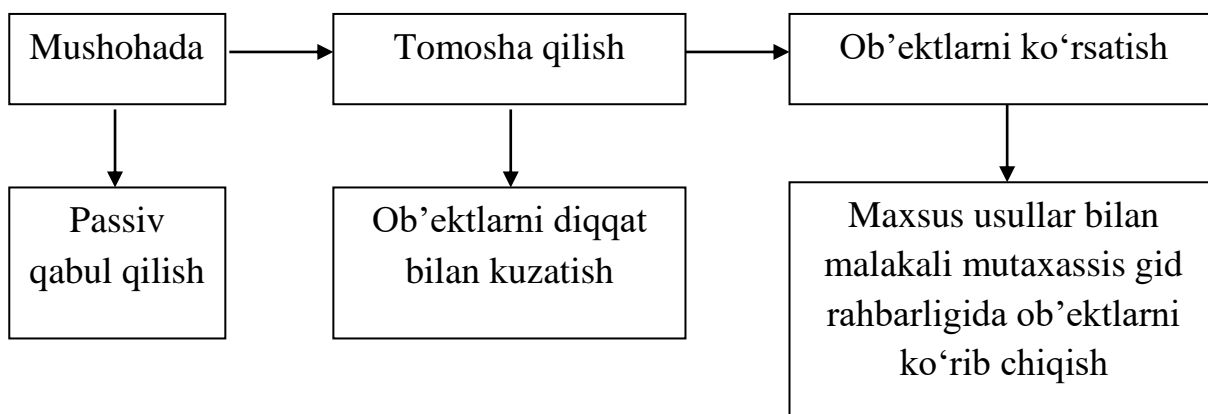 Mushohada
Tomosha qilish
Ob’ektlarni ko‘rsatish
Passiv
qabul qilish
Ob’ektlarni diqqat
bilan kuzatish
Maxsus usullar bilan
malakali mutaxassis gid
rahbarligida ob’ektlarni
ko‘rib chiqish